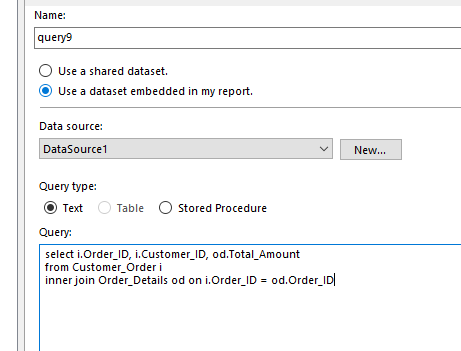 Name:
query9
Use a shared dataset.
Use a dataset embedded in my report.
Data source:
DataSource1
New...
Query type:
Text
Table
Stored Procedure
Query:
select i.Order_ID, i.Customer_ID, od.Total_Amount
from Customer_Order i
inner join Order_Details od on i.Order_ID = od.Order_ID